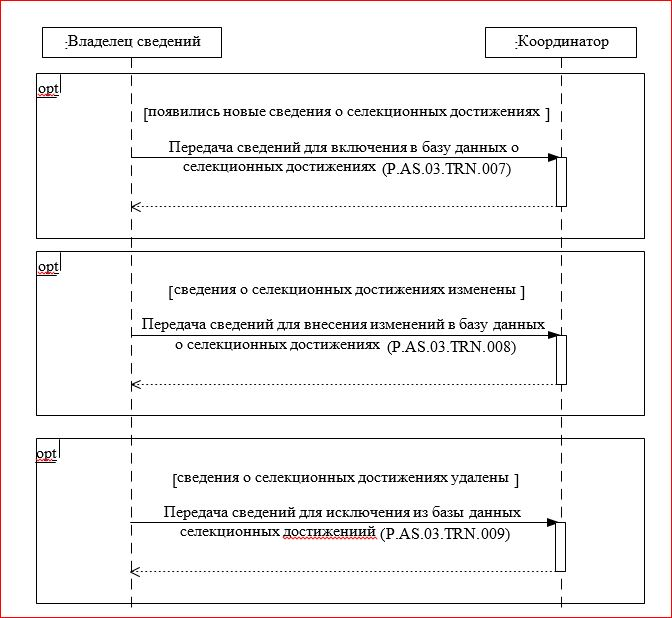 :Владелец сведений
:Координатор
opt
[появились новые сведения о селекционных достижениях ]
Передача сведений для включения в базу данных о
селекционных достижениях (P.AS.03.TRN.007)
opt
[сведения о селекционных достижениях изменены ]
Передача сведений для внесения изменений в базу данных
о селекционных достижениях (P.AS.03.TRN.008)
opt
[сведения о селекционных достижениях удалены ]
Передача сведений для исключения из базы данных
селекционных достижениий (P.AS.03.TRN.009)